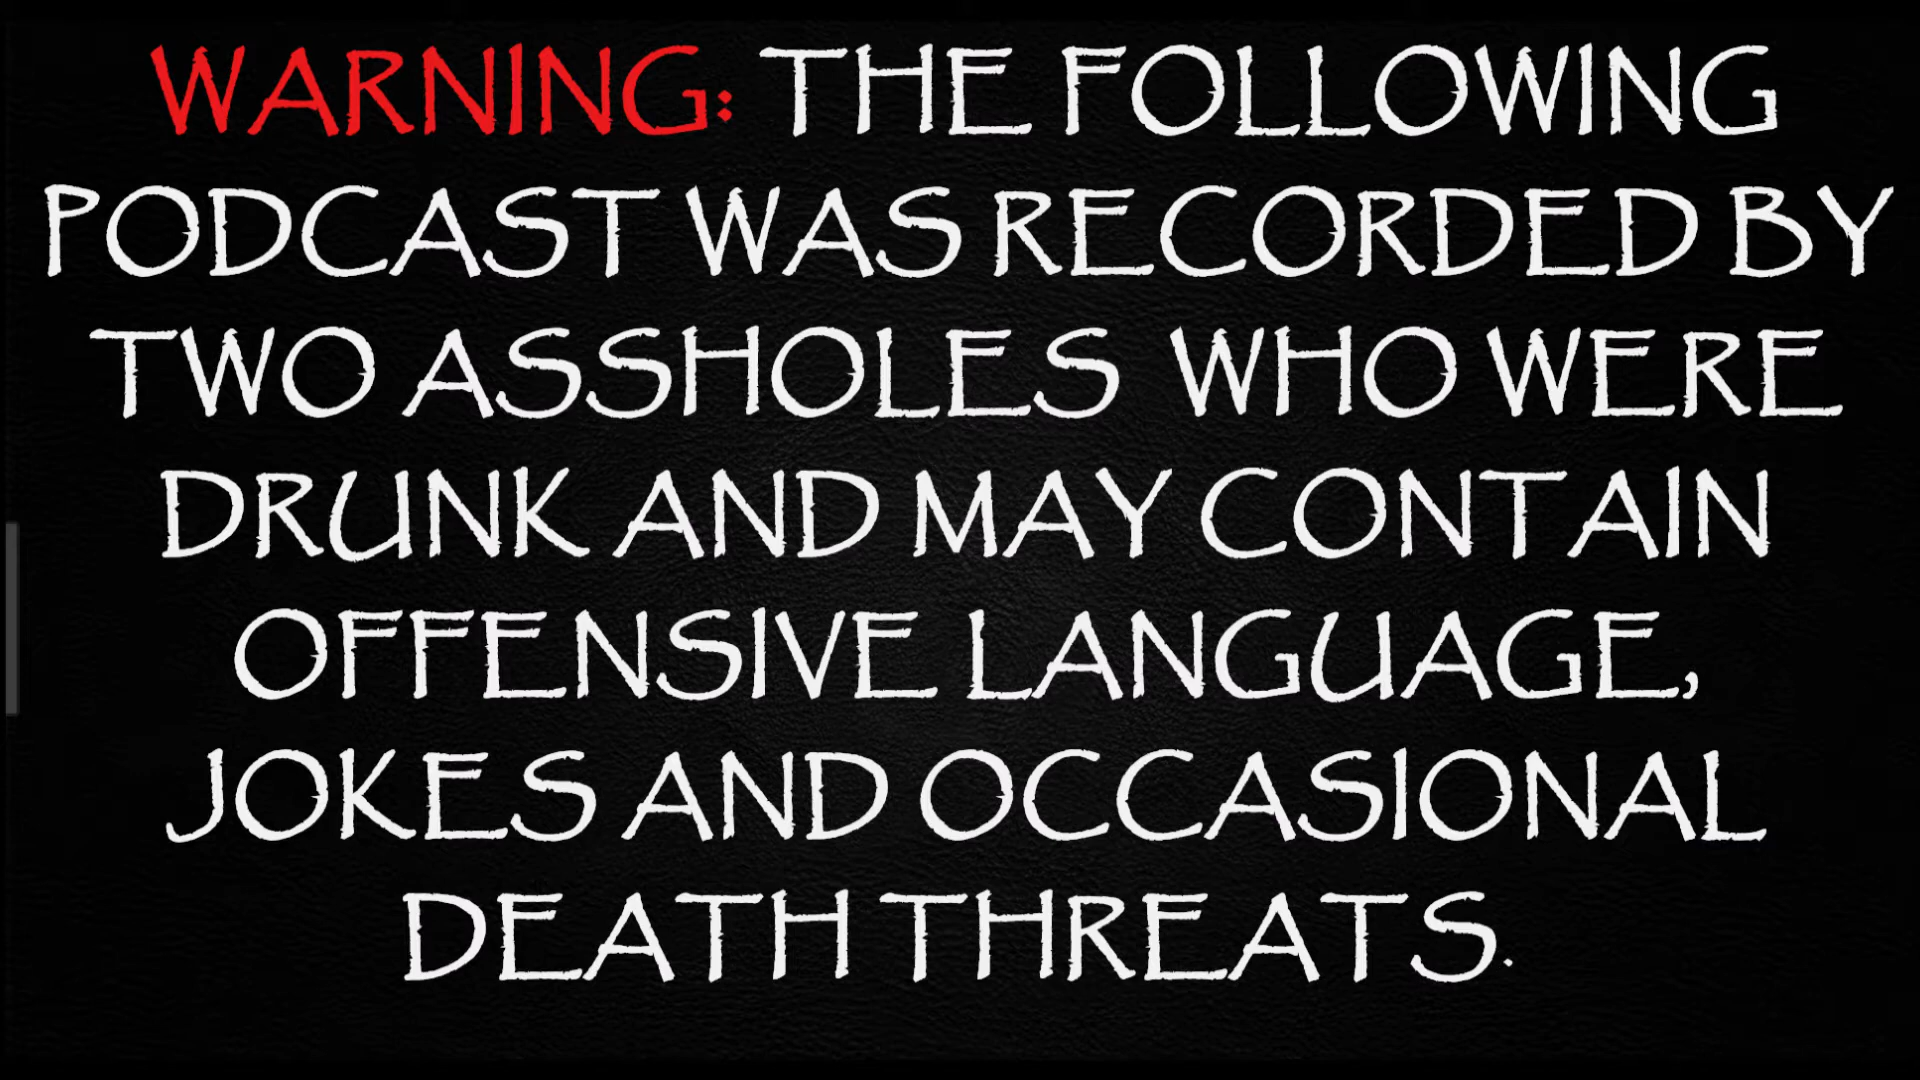 WARNING: THE FOLLOWING
PODCAST WAS RECORDED BY
TWO ASSHOLES WHO WERE
DRUNK AND MAY CONTAIN
OFFENSIVE LANGUAGE,
JOKES AND OCCASIONAL
DEATH THREATS.